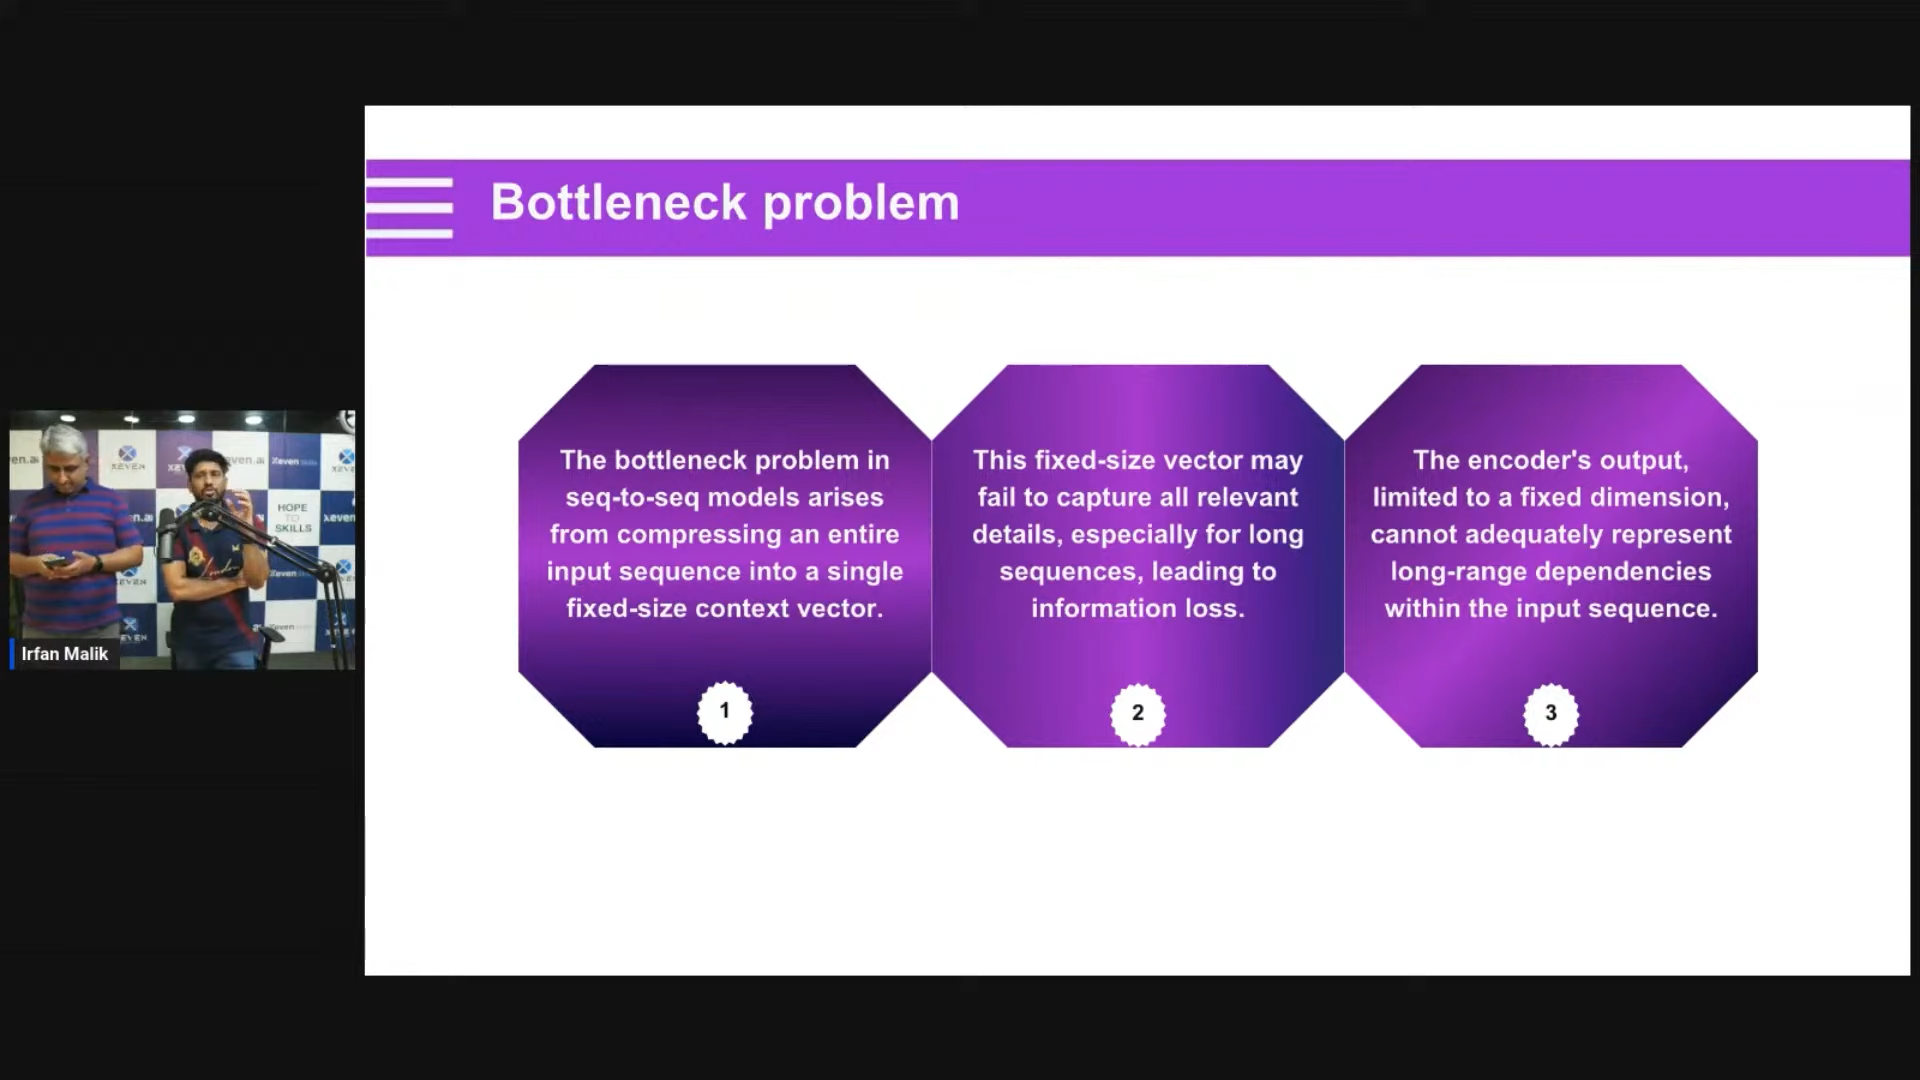 Bottleneck problem
The bottleneck problem in
seq-to-seq models arises
from compressing an entire
input sequence into a single
fixed-size context vector.
1
This fixed-size vector may
fail to capture all relevant
details, especially for long
sequences, leading to
information loss.
2
The encoder's output,
limited to a fixed dimension,
cannot adequately represent
long-range dependencies
within the input sequence.
3
XEVEN
HOPE
TO
SKILLS
Irfan Malik